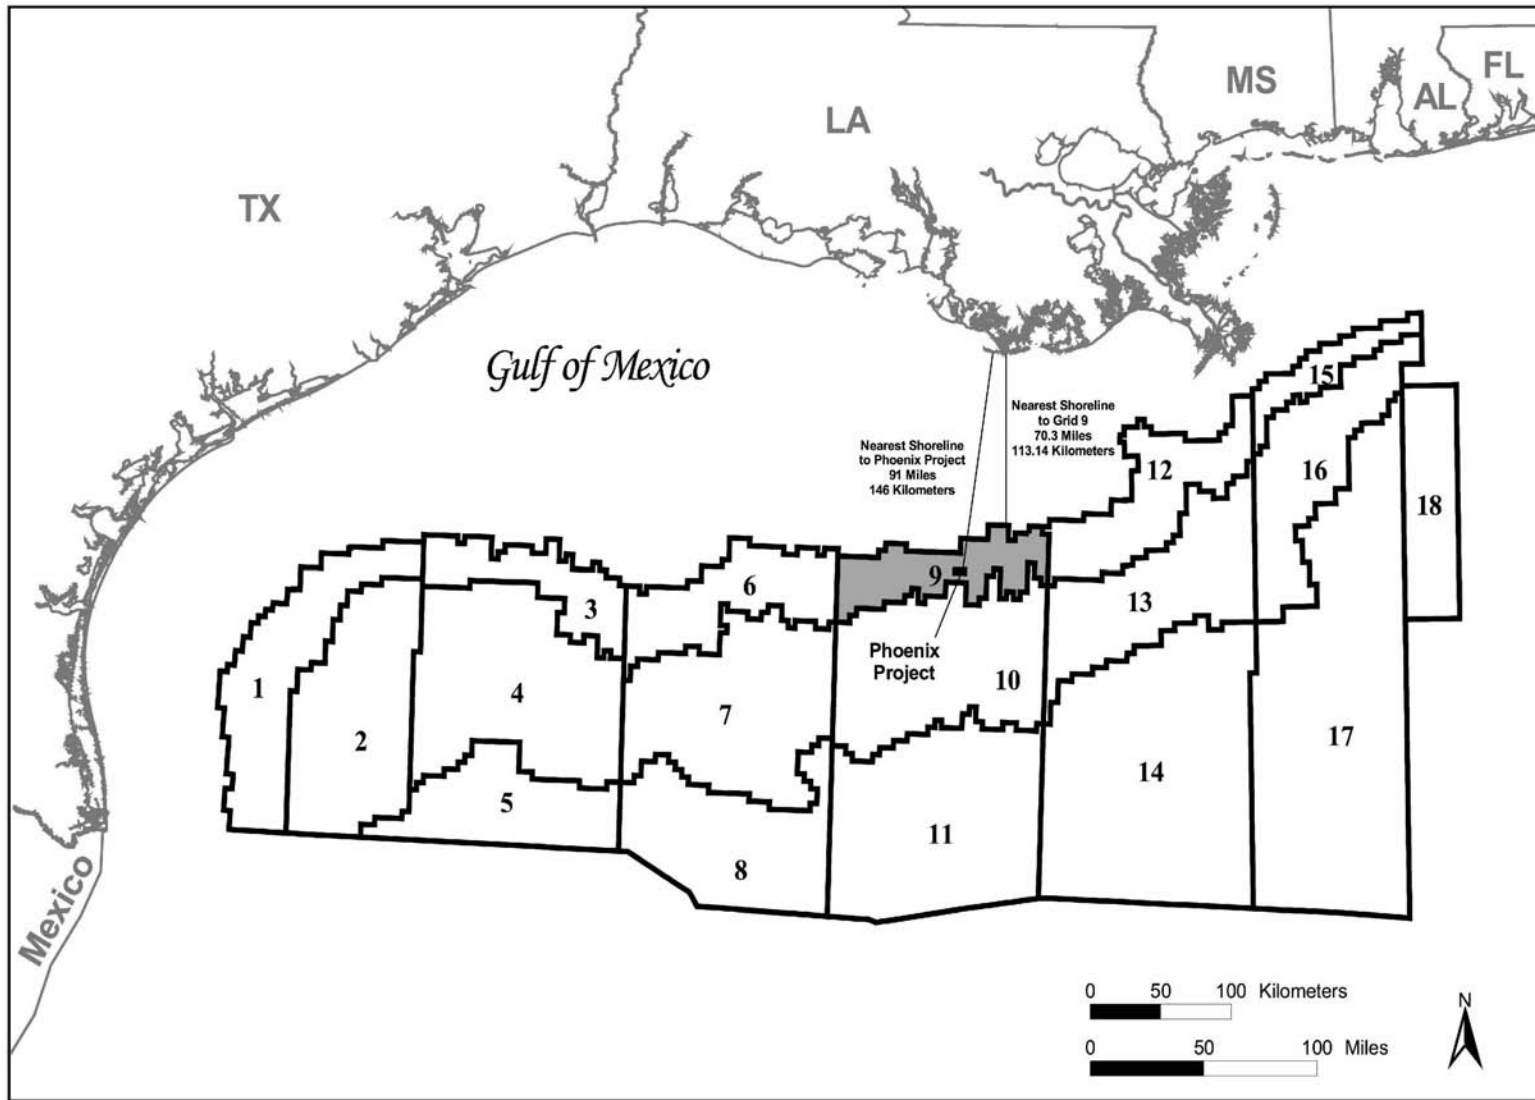 MS
FL
AL
LA
TX
Gulf of Mexico
15
Nearest Shoreline
to Grid 9
70.3 Miles
113.14 Kilometers
Nearest Shoreline
to Phoenix Project
91 Miles
146 Kilometers
12
16
18
9
6
3
13
Phoenix
Project
1
4
10
7
2
17
14
5
11
8
Mexico
0 50 100 Kilometers
0 50 100 Miles
N